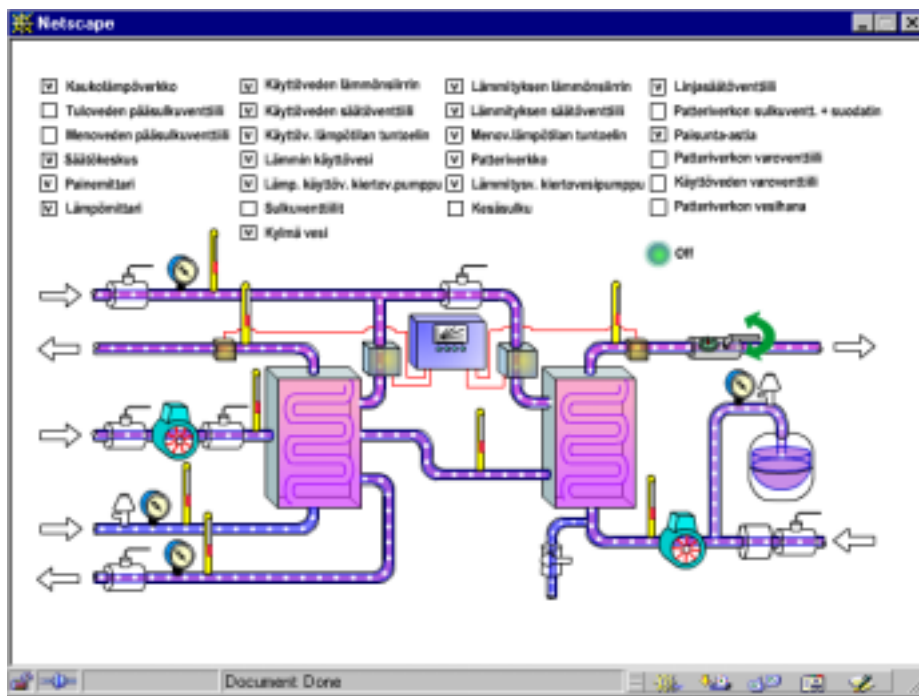 Netscape
Kaukolämpöverkko
Tuloveden pääsulkuventtiili
Menoveden pääsulkuventtiili
Säätökeskus
Painemittari
Lämpömittari
Käyttöveden lämmönsiirrin
Käyttöveden säätöventtiili
Käyttöv. lämpötilan tuntoelin
Lämmin käyttövesi
Lämp. käyttöv. kiertov.pumppu
Sulkuventtiilit
Kylmä vesi
Lämmityksen lämmönsiirrin
Lämmityksen säätöventtiili
Menov.lämpötilan tuntoelin
Patteriverkko
Lämmitysv. kiertovesipumppu
Kesäsulku
Linjasäätöventtiili
Patteriverkon sulkuvent. + suodatin
Paisunta-astia
Patteriverkon varoventtiili
Käyttöveden varoventtiili
Patteriverkon vesihana
Off
Document: Done